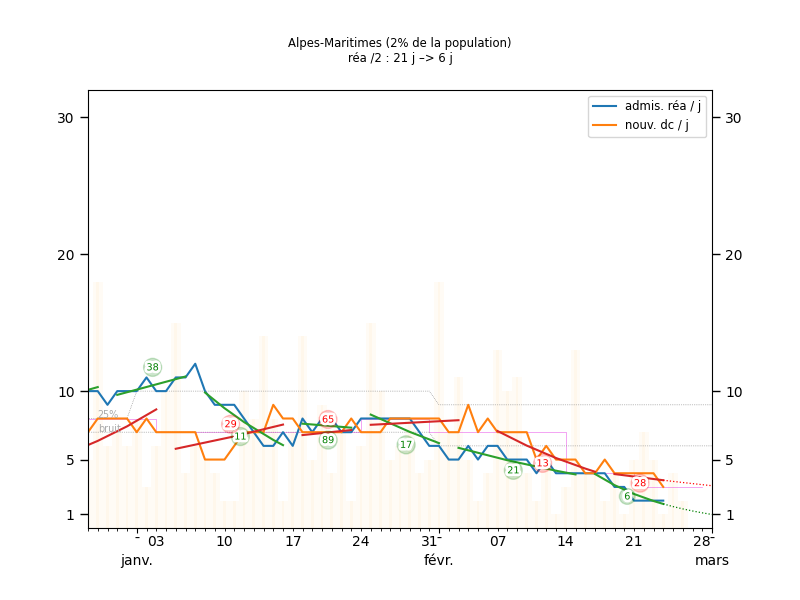 Alpes-Maritimes (2% de la population)
réa /2 : 21 j –> 6 j
admis. réa / j
nouv. dc / j
30 30
20 20
10 10
5 5
1 1
25%
bruit
38
29
11
65
89
17
21
13
28
6
03 10 17 24 31 07 14 21 28
janv. févr. mars